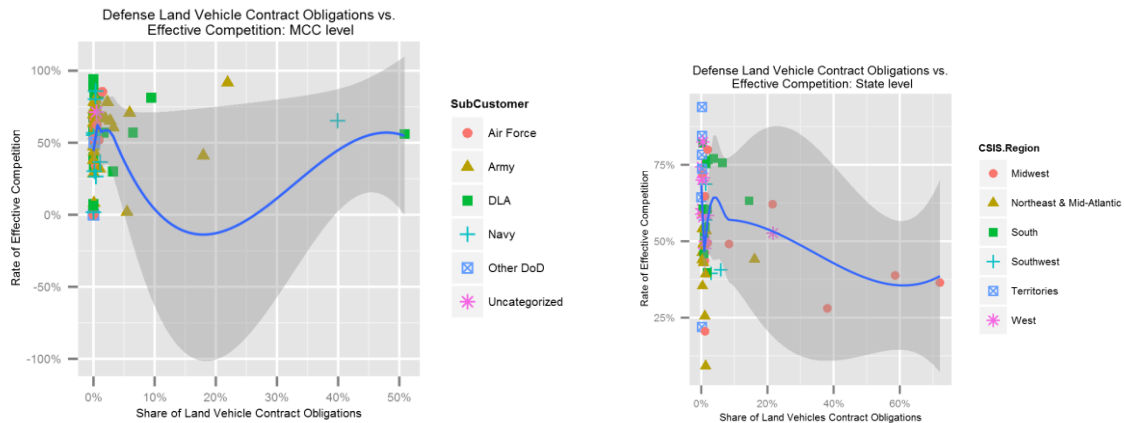 Defense Land Vehicle Contract Obligations vs.
Effective Competition: MCC level
100%
50%
0%
-50%
-100%
Rate of Effective Competition
0%
10%
20%
30%
40%
50%
Share of Land Vehicle Contract Obligations
SubCustomer
Air Force
Army
DLA
Navy
Other DoD
Uncategorized
Defense Land Vehicle Contract Obligations vs.
Effective Competition: State level
75%
50%
25%
Rate of Effective Competition
0%
20%
40%
60%
Share of Land Vehicles Contract Obligations
CSIS.Region
Midwest
Northeast & Mid-Atlantic
South
Southwest
Territories
West